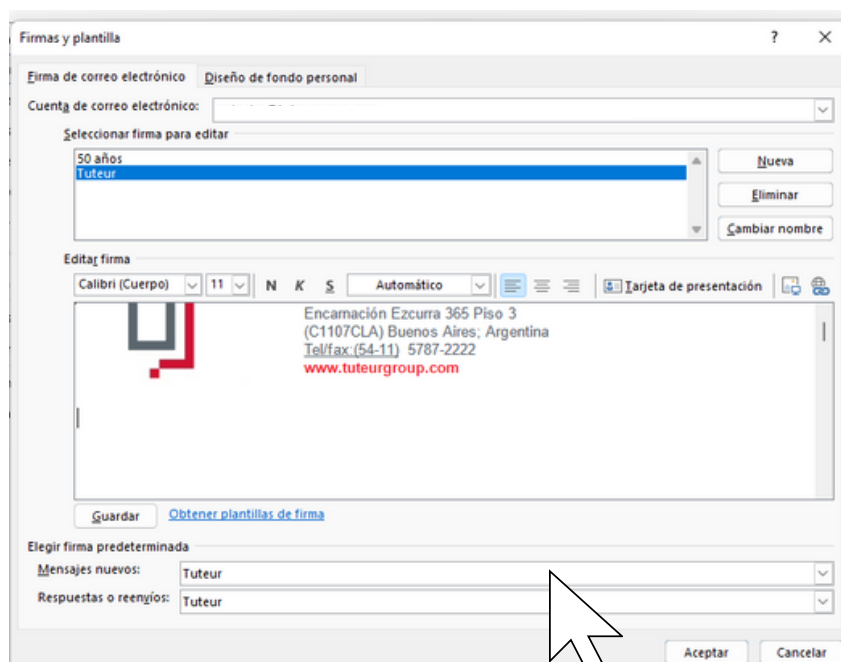 Firmas y plantilla ? ×
Firma de correo electrónico Diseño de fondo personal
Cuenta de correo electrónico:
Seleccionar firma para editar
50 años
Tuteur
Nueva
Eliminar
Cambiar nombre
Editar firma
Calibri (Cuerpo) 11 N K S Automático Tarjeta de presentación
Encarnación Ezcurra 365 Piso 3
(C1107CLA) Buenos Aires; Argentina
Tel/fax:(54-11) 5787-2222
www.tuteurgroup.com
Guardar Obtener plantillas de firma
Elegir firma predeterminada
Mensajes nuevos: Tuteur
Respuestas o reenvíos: Tuteur
Aceptar Cancelar